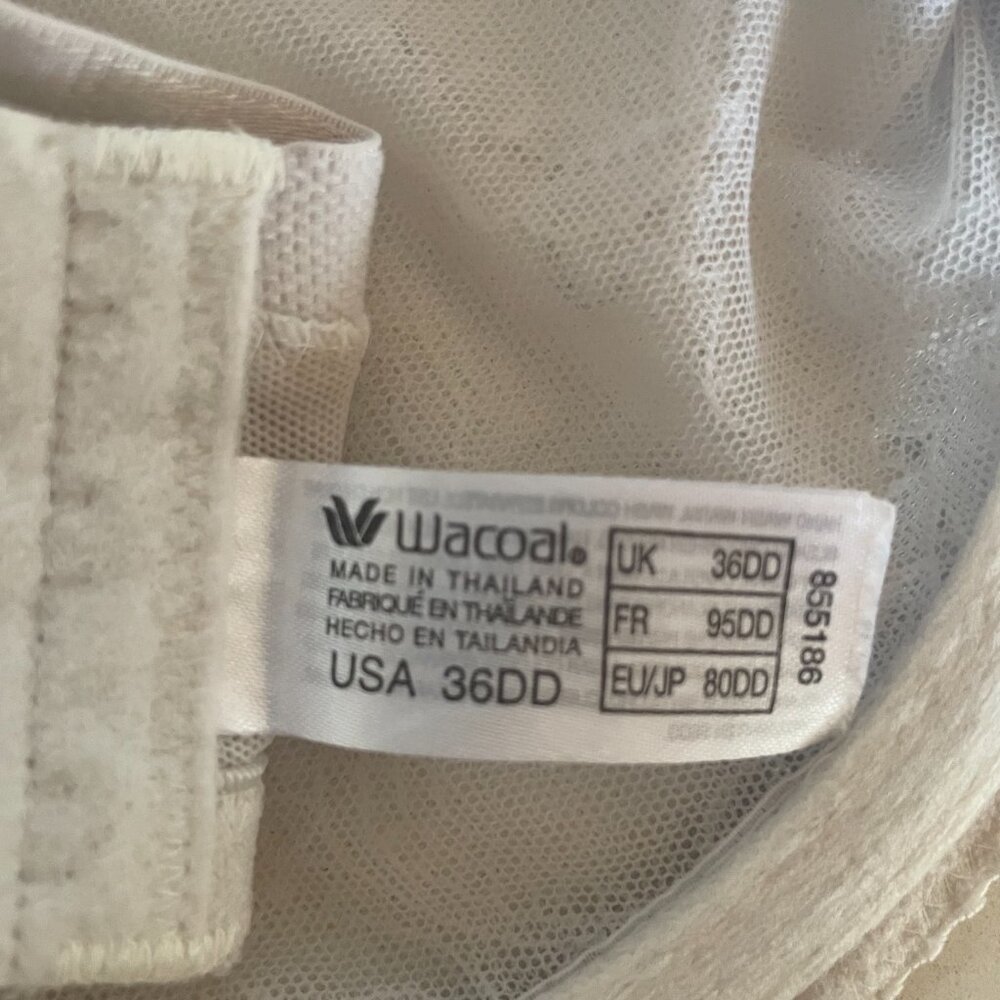 Wacoal®
MADE IN THAILAND
FABRIQUÉ EN THAÏLANDE
HECHO EN TAILANDIA
USA 36DD
UK 36DD
FR 95DD
EU/JP 80DD
855186